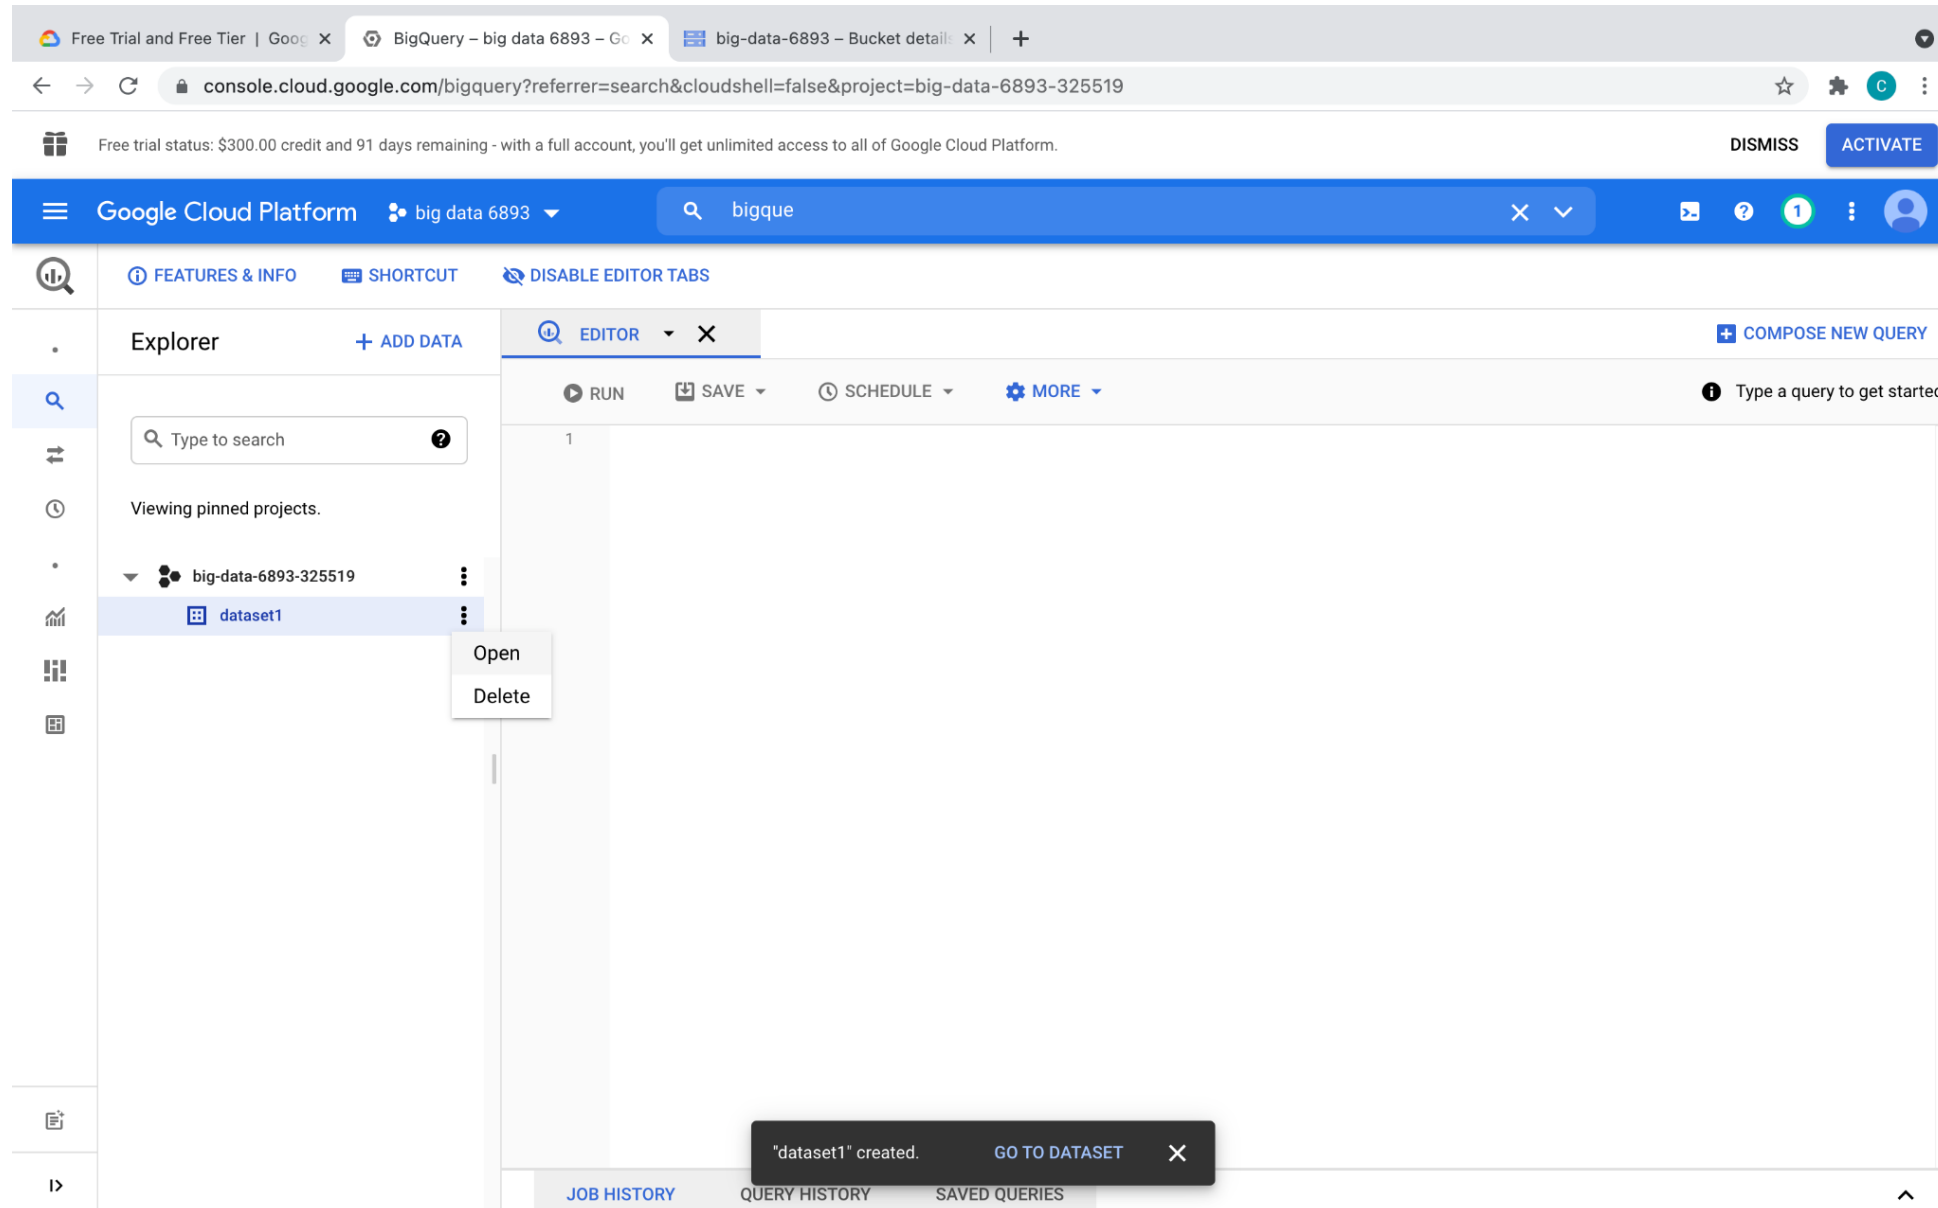 Free Trial and Free Tier | Goog
BigQuery – big data 6893 – Go
big-data-6893 – Bucket details
console.cloud.google.com/bigquery?referrer=search&cloudshell=false&project=big-data-6893-325519
C
Free trial status: $300.00 credit and 91 days remaining - with a full account, you'll get unlimited access to all of Google Cloud Platform.
DISMISS
ACTIVATE
Google Cloud Platform
big data 6893
bigque
1
FEATURES & INFO
SHORTCUT
DISABLE EDITOR TABS
Explorer
+ ADD DATA
EDITOR
COMPOSE NEW QUERY
RUN
SAVE
SCHEDULE
MORE
Type a query to get started
Type to search
1
Viewing pinned projects.
big-data-6893-325519
dataset1
Open
Delete
"dataset1" created.
GO TO DATASET
JOB HISTORY
QUERY HISTORY
SAVED QUERIES